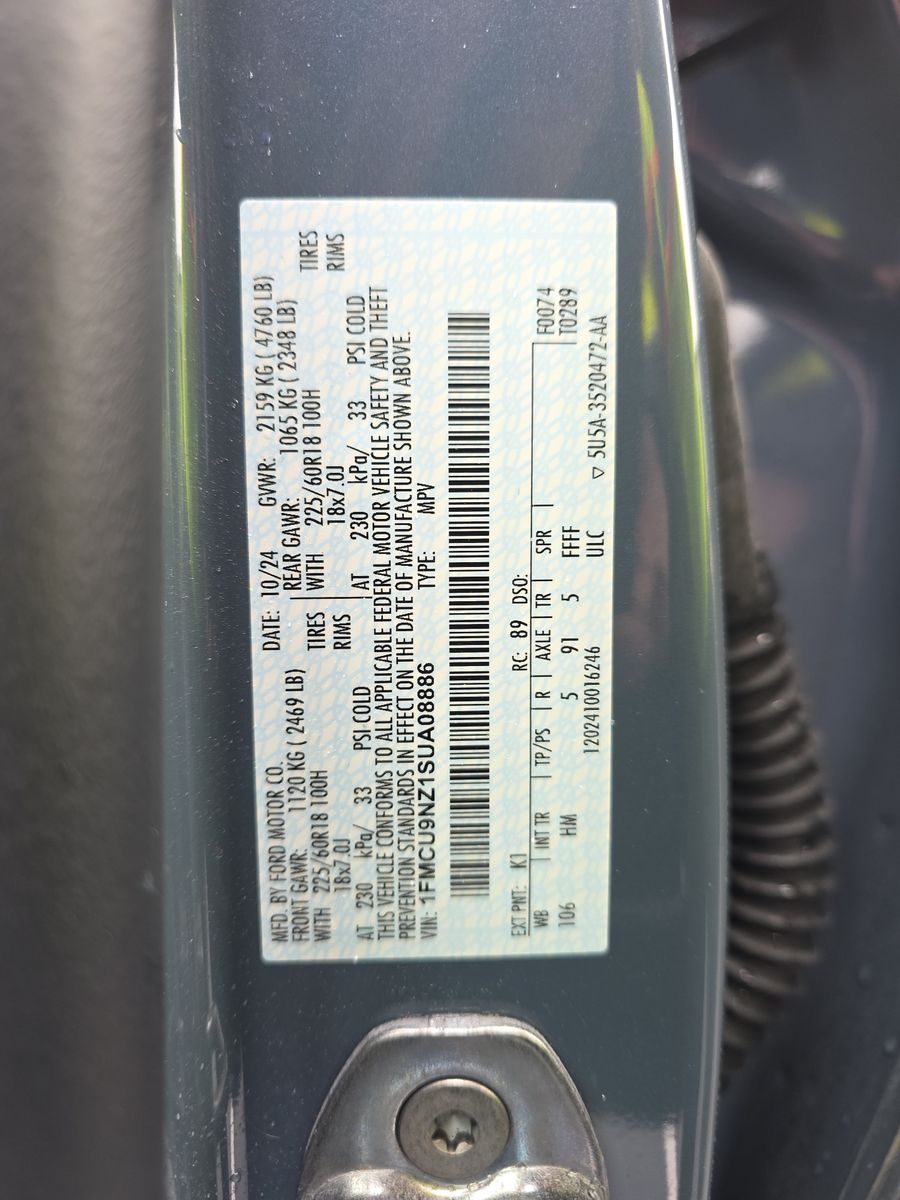 MFD. BY FORD MOTOR CO. DATE: 10/24 GVWR: 2159 KG ( 4760 LB)
FRONT GAWR: 1120 KG ( 2469 LB) REAR GAWR: 1065 KG ( 2348 LB)
WITH 225/60R18 100H TIRES WITH 225/60R18 100H TIRES
18x7.0J RIMS 18x7.0J RIMS
AT 230 kPa/ 33 PSI COLD AT 230 kPa/ 33 PSI COLD
THIS VEHICLE CONFORMS TO ALL APPLICABLE FEDERAL MOTOR VEHICLE SAFETY AND THEFT
PREVENTION STANDARDS IN EFFECT ON THE DATE OF MANUFACTURE SHOWN ABOVE.
VIN: 1FMCU9NZ1SUA08886 TYPE: MPV
EXT PNT: K1 RC: 89 DSO: F0074
WB INT TR TP/PS R AXLE TR SPR T0289
106 HM 5 91 5 FFFF
1202410016246 ULC ▽ 5U5A-3520472-AA